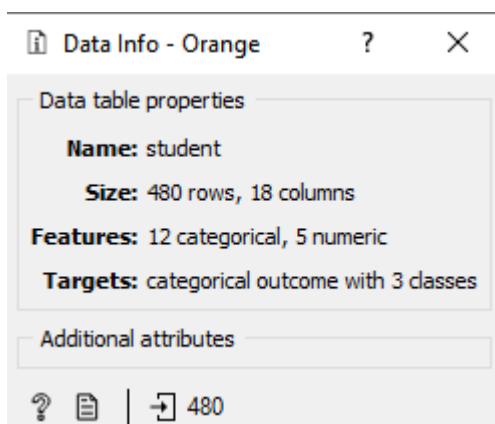 Data Info - Orange ? ×
Data table properties
Name: student
Size: 480 rows, 18 columns
Features: 12 categorical, 5 numeric
Targets: categorical outcome with 3 classes
Additional attributes
? 480